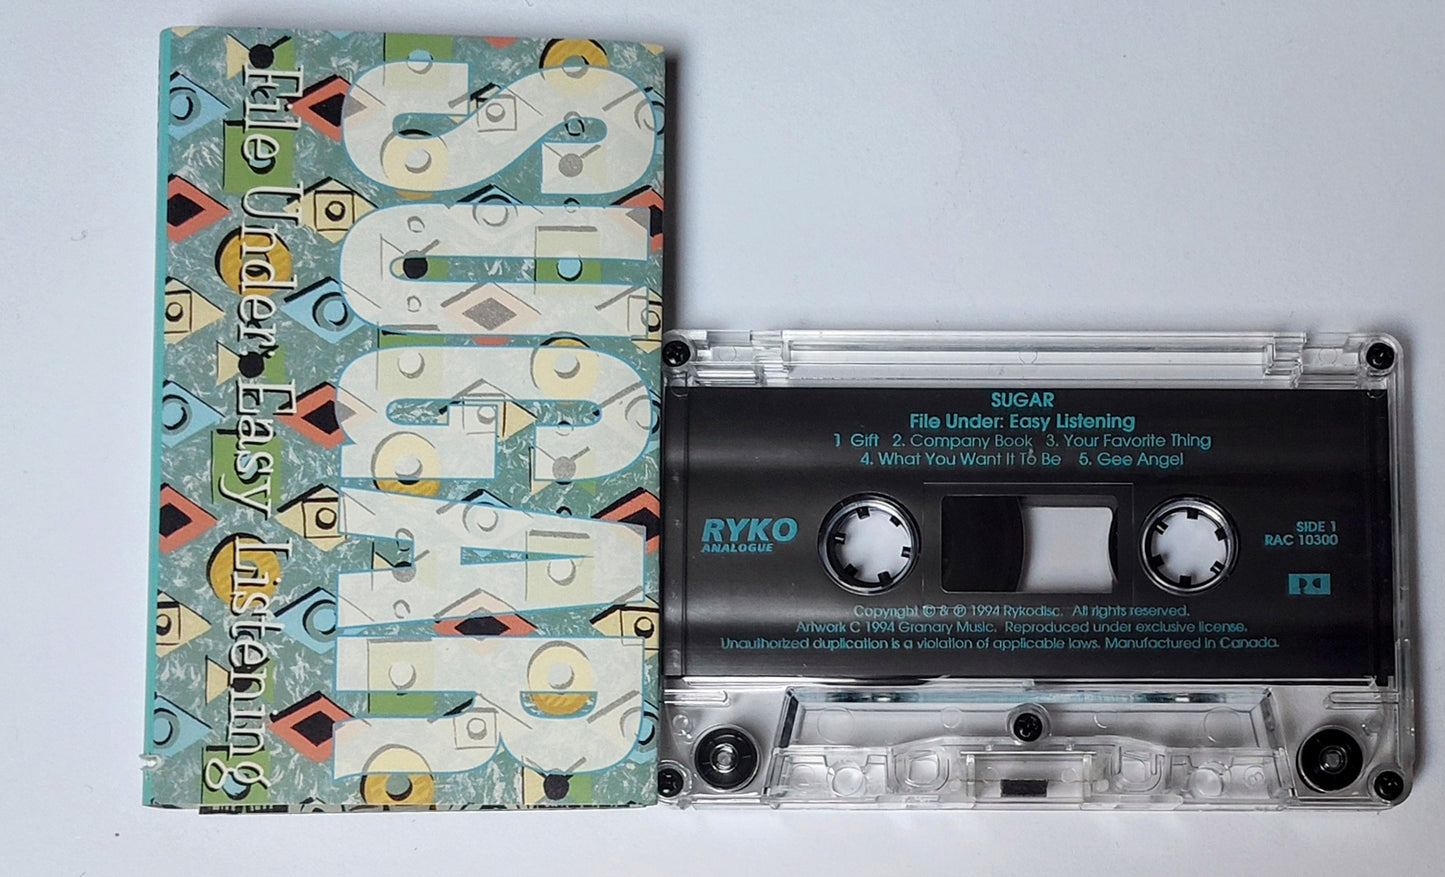 SUGAR
File Under: Easy Listening
SUGAR
File Under: Easy Listening
1 Gift 2. Company Book 3. Your Favorite Thing
4. What You Want It To Be 5. Gee Angel
RYKO
ANALOGUE
SIDE 1
RAC 10300
Copyright © & ℗ 1994 Rykodisc. All rights reserved.
Artwork C 1994 Granary Music. Reproduced under exclusive license.
Unauthorized duplication is a violation of applicable laws. Manufactured in Canada.